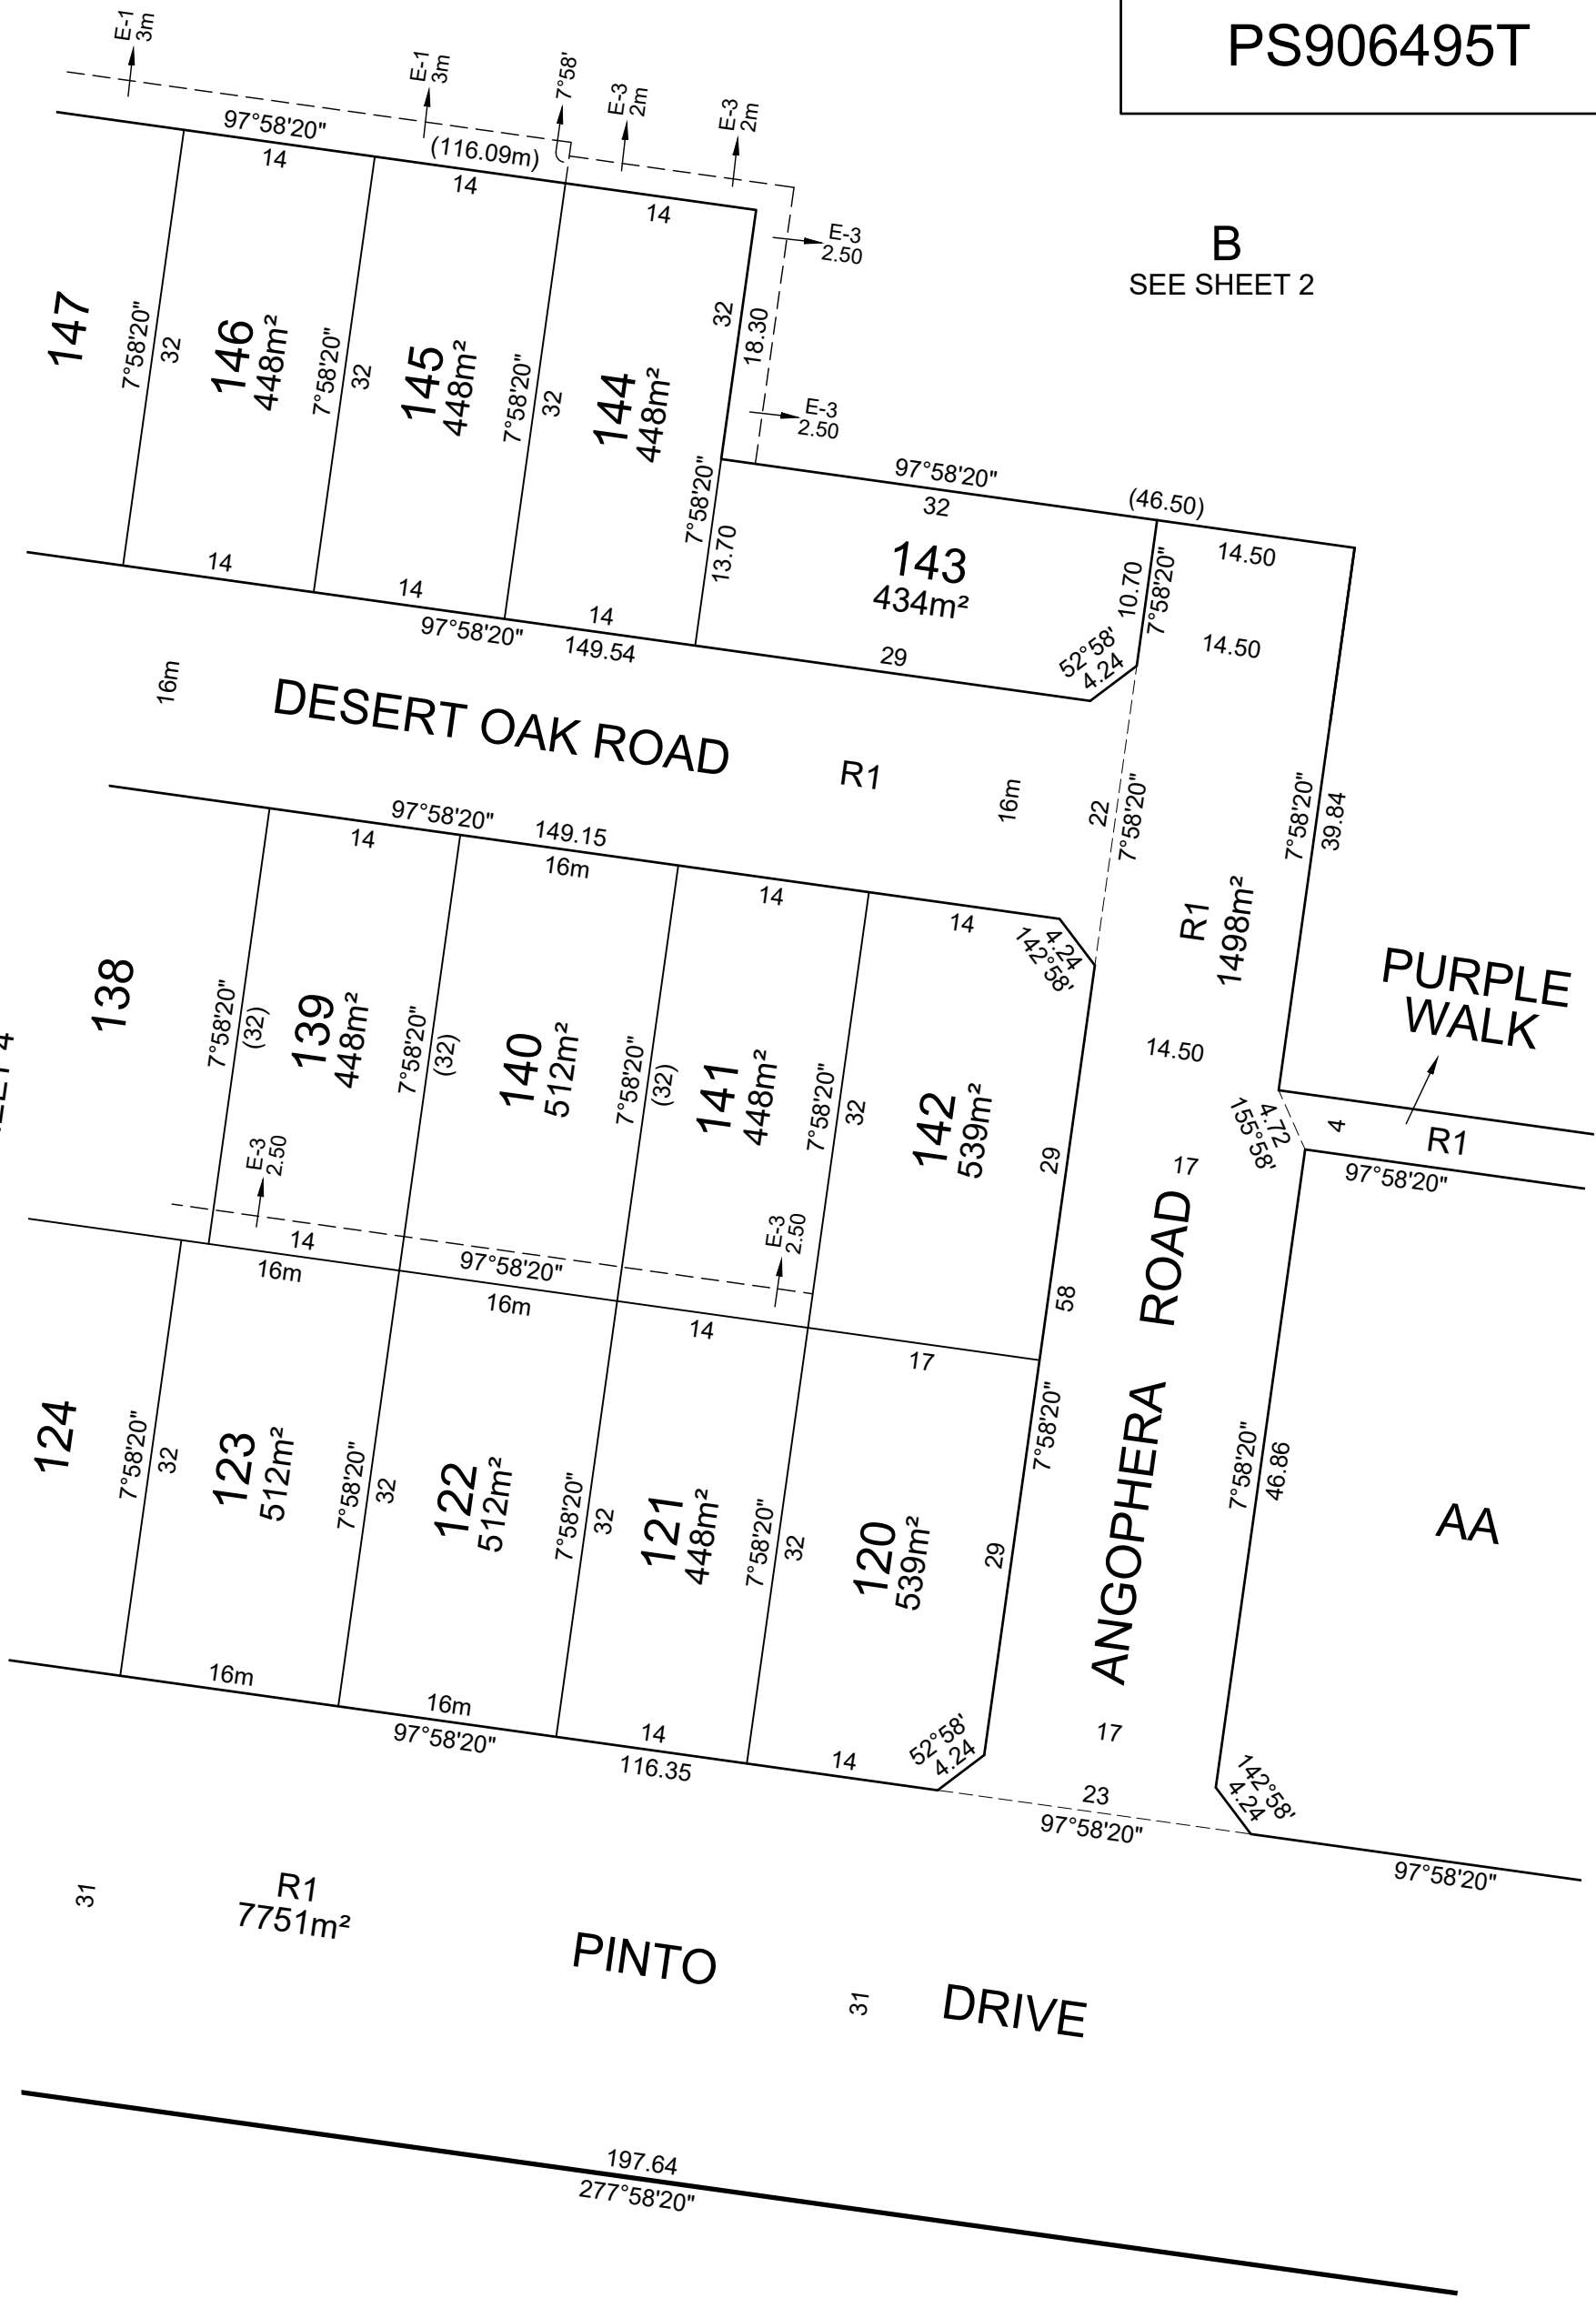 PS906495T
E-1
3m
E-1
3m
7°58'
E-3
2m
E-3
2m
97°58'20"
(116.09m)
14
14
14
E-3
2.50
B
SEE SHEET 2
147
7°58'20"
32
146
448m²
7°58'20"
32
145
448m²
7°58'20"
32
144
448m²
32
18.30
E-3
2.50
7°58'20"
13.70
97°58'20"
(46.50)
32
14.50
143
434m²
10.70
7°58'20"
14.50
52°58'
4.24
14
14
14
29
97°58'20"
149.54
16m
DESERT OAK ROAD
R1
16m
22
7°58'20"
7°58'20"
39.84
97°58'20"
149.15
14
16m
14
14
4.24
142°58'
R1
1498m²
PURPLE
WALK
138
7°58'20"
(32)
139
448m²
7°58'20"
(32)
140
512m²
7°58'20"
(32)
141
448m²
7°58'20"
32
142
539m²
29
14.50
4.72
155°58'
4
R1
97°58'20"
17
E-3
2.50
E-3
2.50
14
16m
97°58'20"
16m
14
17
58
ANGOPHERA ROAD
124
7°58'20"
32
123
512m²
7°58'20"
32
122
512m²
7°58'20"
32
121
448m²
7°58'20"
32
120
539m²
29
7°58'20"
7°58'20"
46.86
AA
16m
16m
14
14
97°58'20"
116.35
52°58'
4.24
17
23
97°58'20"
142°58'
4.24
97°58'20"
31
R1
7751m²
PINTO DRIVE
31
197.64
277°58'20"